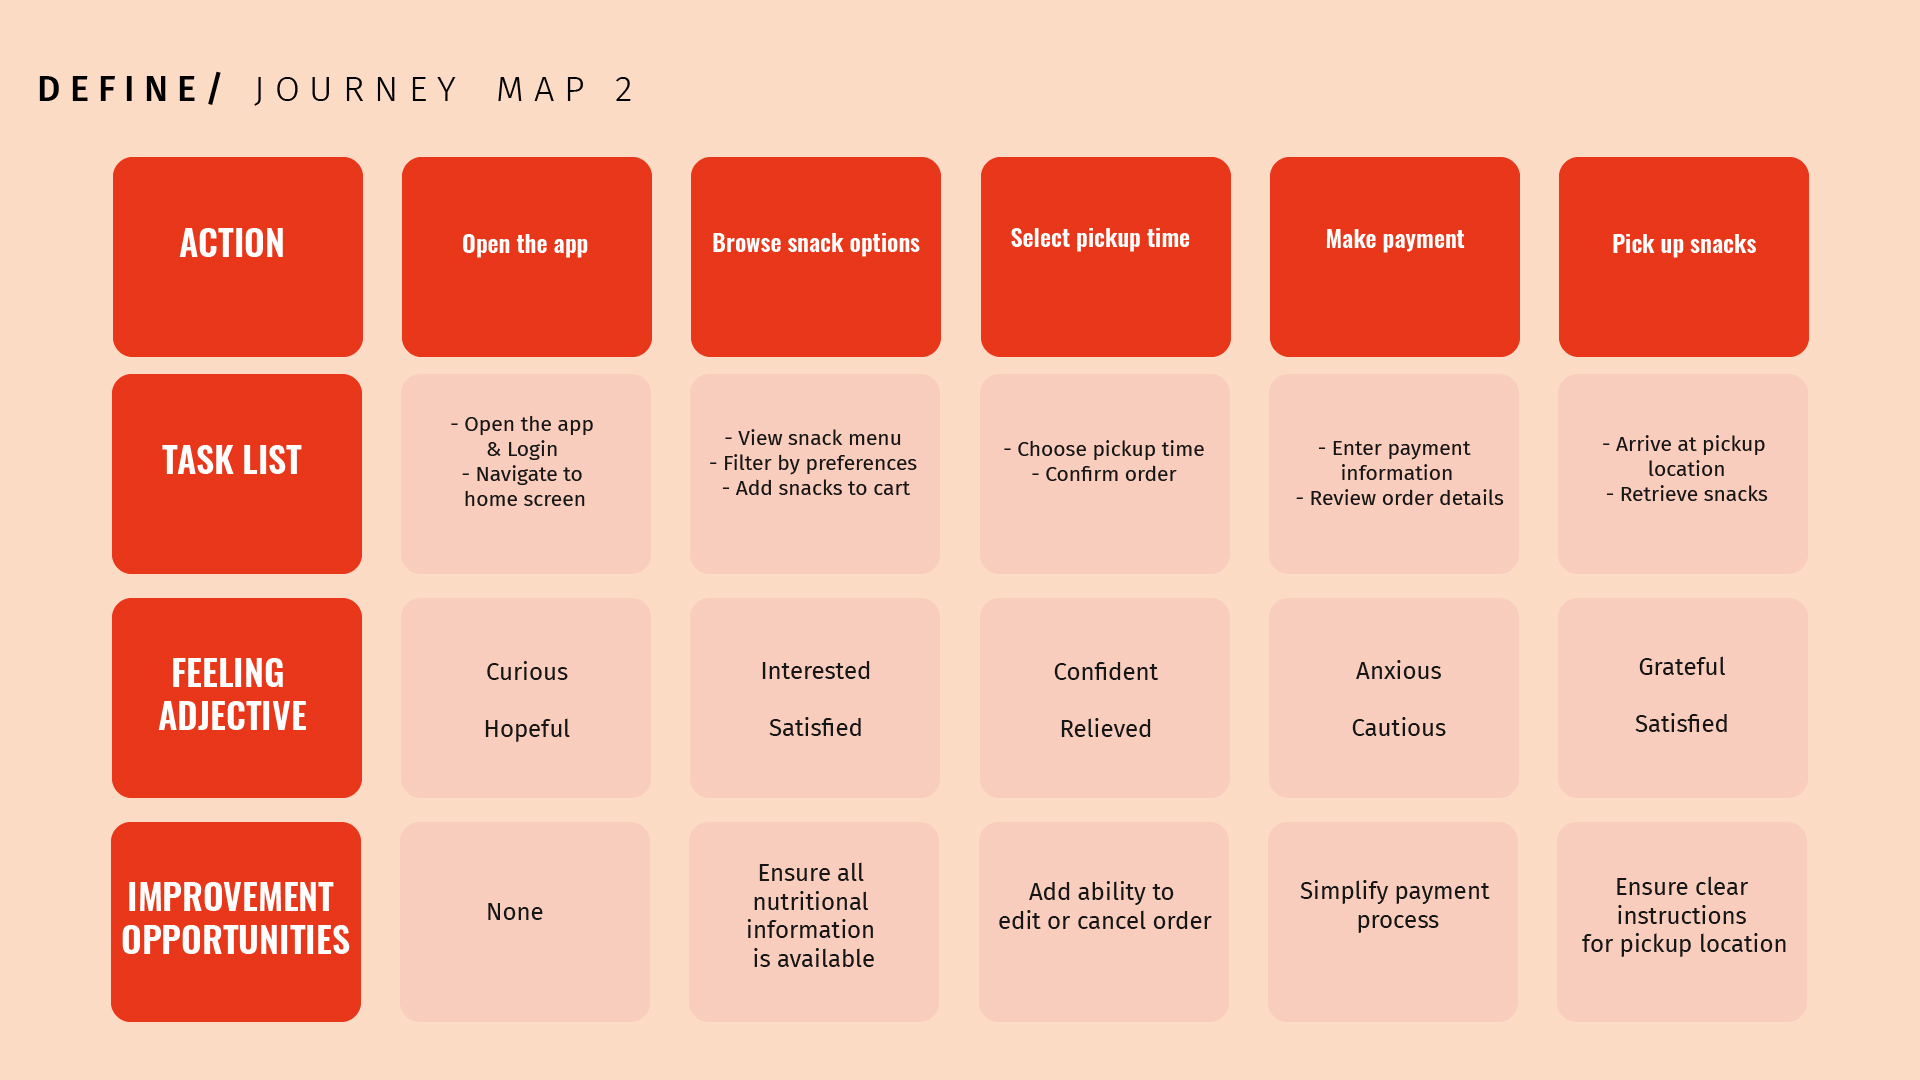 DEFINE/ JOURNEY MAP 2
ACTION
Open the app
Browse snack options
Select pickup time
Make payment
Pick up snacks
TASK LIST
- Open the app
& Login
- Navigate to
home screen
- View snack menu
- Filter by preferences
- Add snacks to cart
- Choose pickup time
- Confirm order
- Enter payment
information
- Review order details
- Arrive at pickup
location
- Retrieve snacks
FEELING
ADJECTIVE
Curious
Hopeful
Interested
Satisfied
Confident
Relieved
Anxious
Cautious
Grateful
Satisfied
IMPROVEMENT
OPPORTUNITIES
None
Ensure all
nutritional
information
is available
Add ability to
edit or cancel order
Simplify payment
process
Ensure clear
instructions
for pickup location